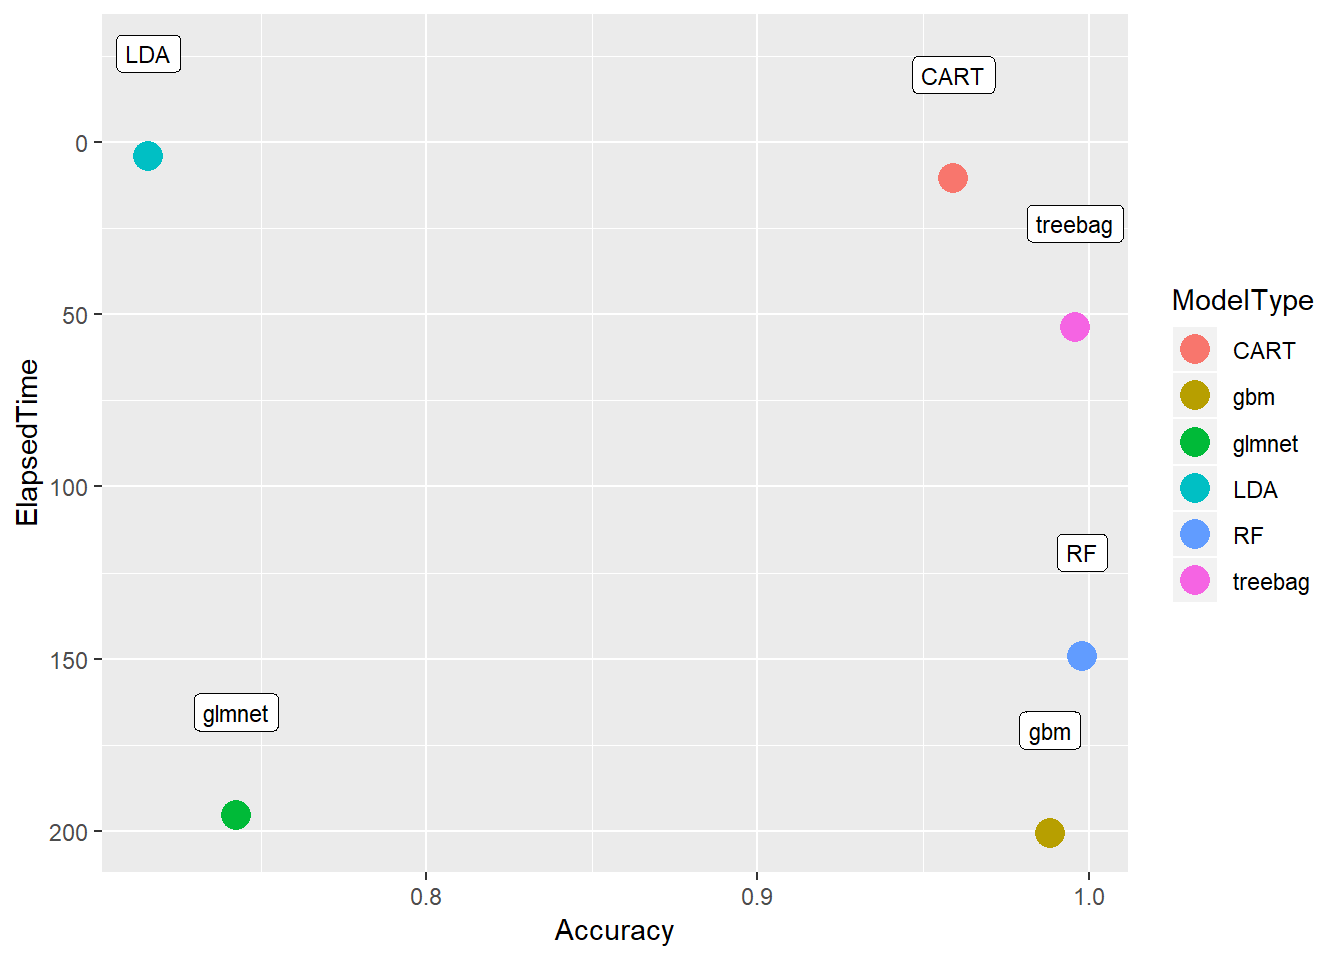 LDA
CART
treebag
RF
glmnet
gbm
0
50
100
150
200
ElapsedTime
0.8
0.9
1.0
Accuracy
ModelType
CART
gbm
glmnet
LDA
RF
treebag